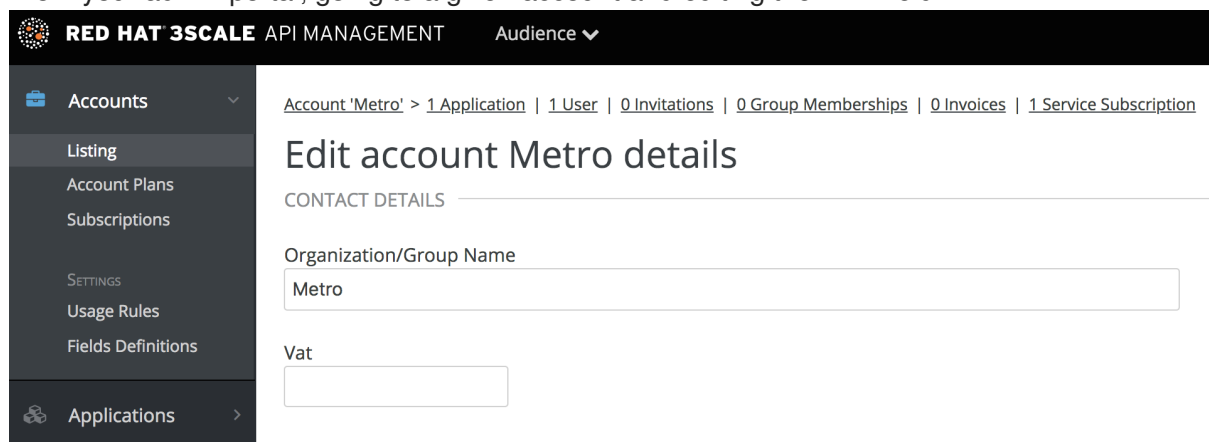 RED HAT 3SCALE API MANAGEMENT Audience
Accounts
Listing
Account Plans
Subscriptions
SETTINGS
Usage Rules
Fields Definitions
Applications
Account 'Metro' > 1 Application | 1 User | 0 Invitations | 0 Group Memberships | 0 Invoices | 1 Service Subscription
Edit account Metro details
CONTACT DETAILS
Organization/Group Name
Metro
Vat